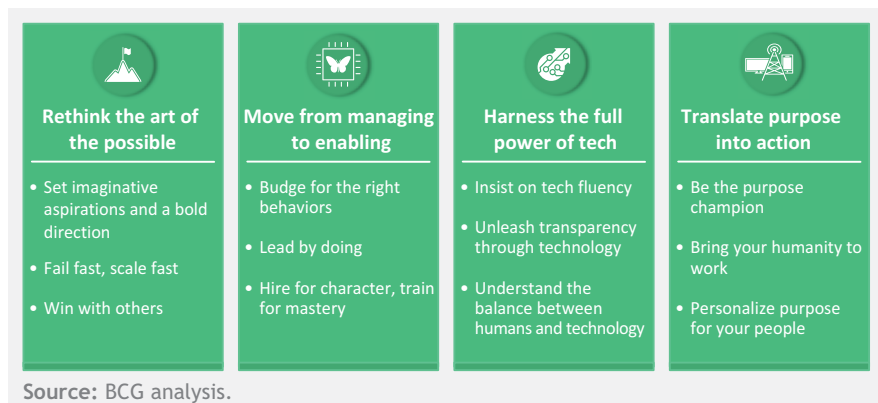 Rethink the art of
the possible
• Set imaginative
aspirations and a bold
direction
• Fail fast, scale fast
• Win with others
Move from managing
to enabling
• Budge for the right
behaviors
• Lead by doing
• Hire for character, train
for mastery
Harness the full
power of tech
• Insist on tech fluency
• Unleash transparency
through technology
• Understand the
balance between
humans and technology
Translate purpose
into action
• Be the purpose
champion
• Bring your humanity to
work
• Personalize purpose
for your people
Source: BCG analysis.